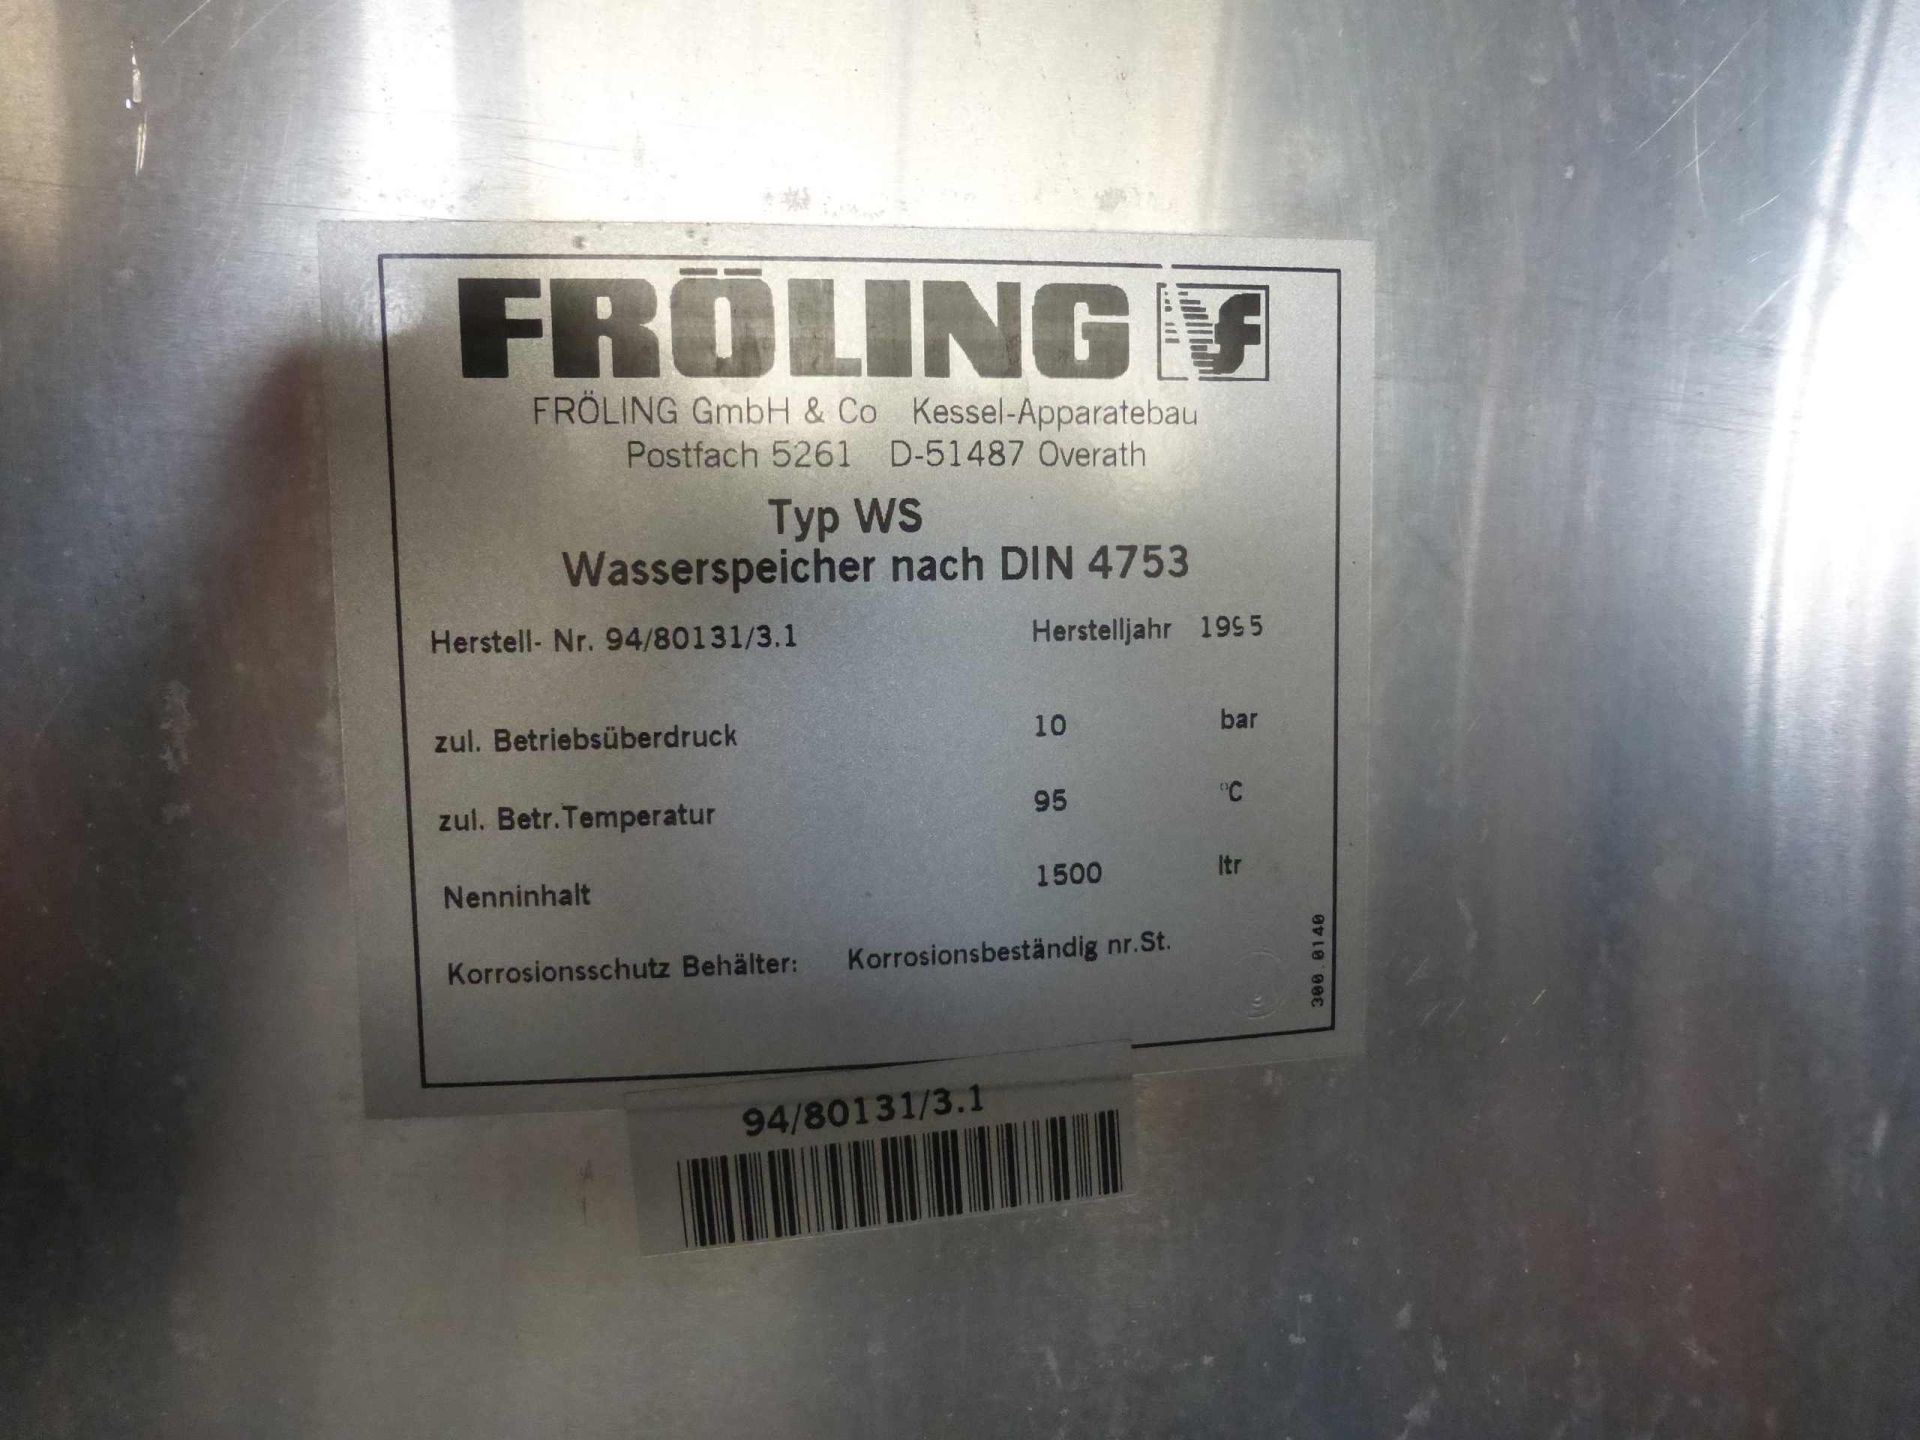 FRÖLING
FRÖLING GmbH & Co Kessel-Apparatebau
Postfach 5261 D-51487 Overath
Typ WS
Wasserspeicher nach DIN 4753
Herstell- Nr. 94/80131/3.1 Herstelljahr 1995
zul. Betriebsüberdruck 10 bar
zul. Betr.Temperatur 95 °C
Nenninhalt 1500 ltr
Korrosionsschutz Behälter: Korrosionsbeständig nr.St.
300.0140
94/80131/3.1